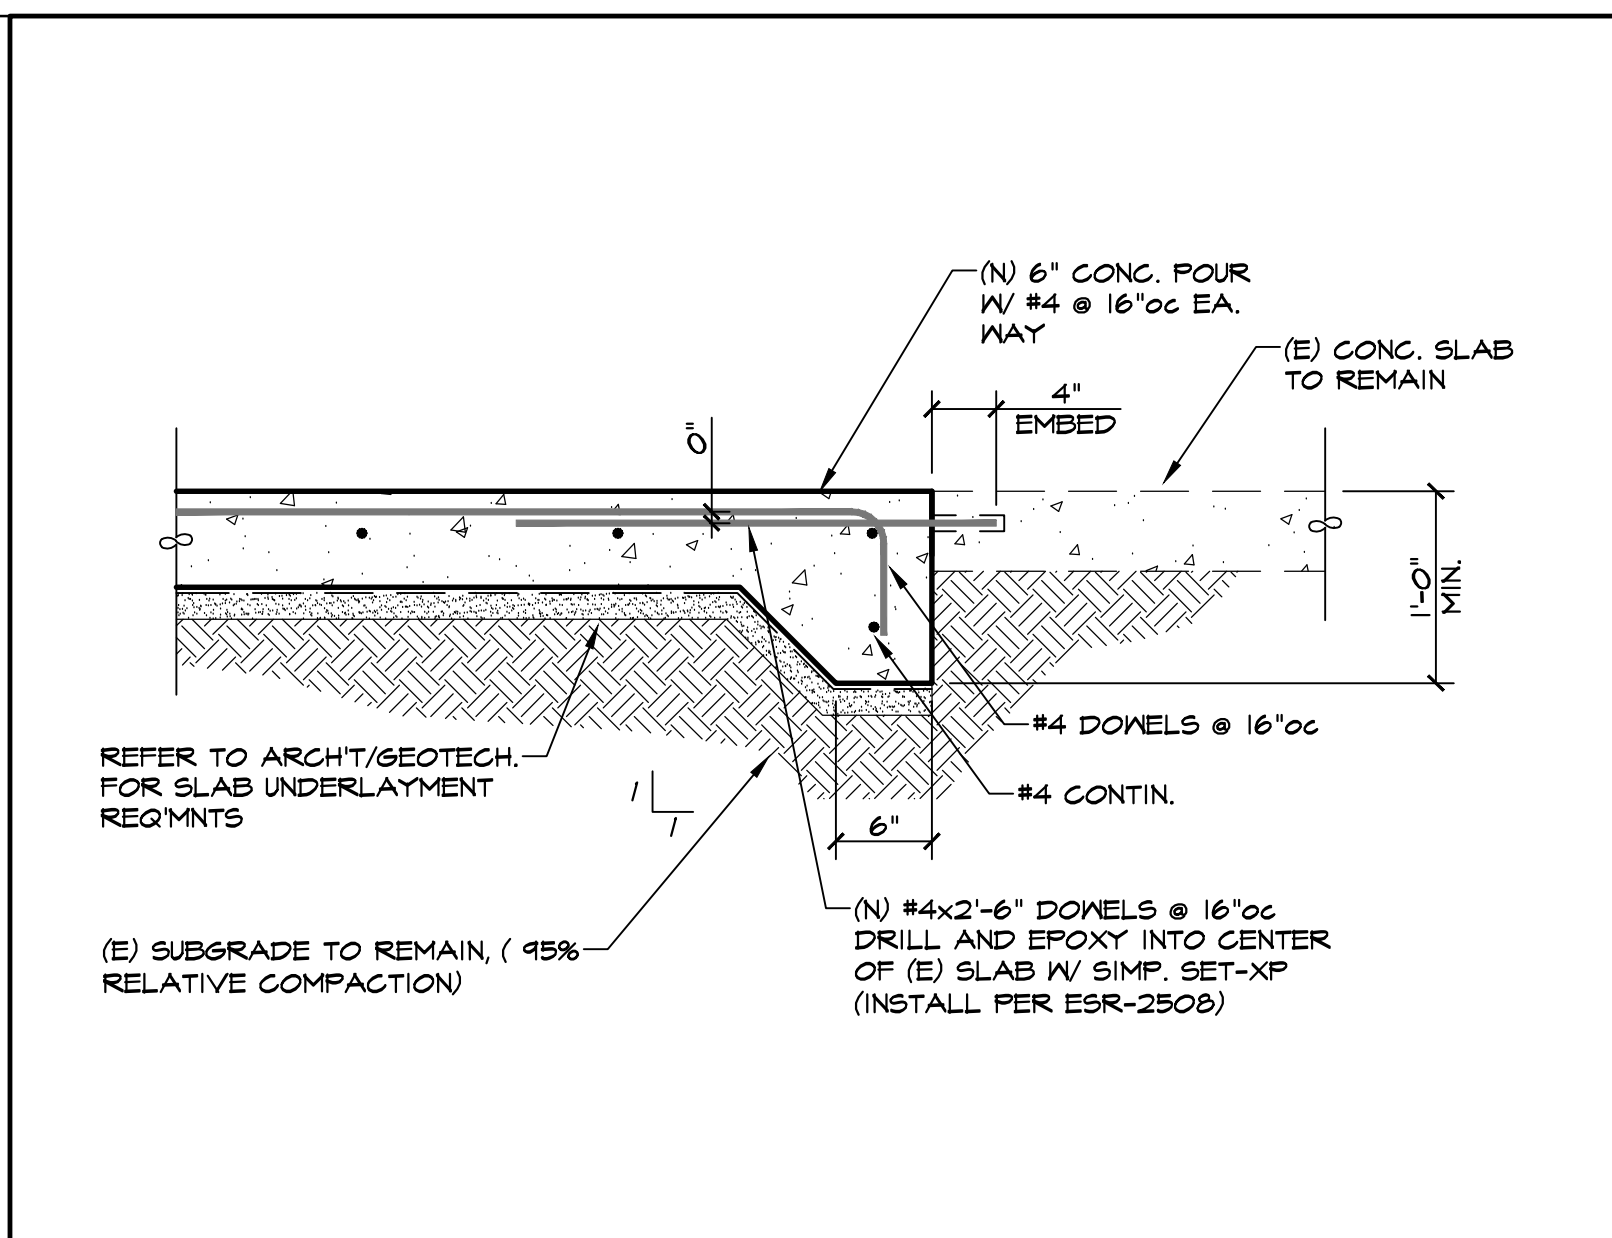 (N) 6" CONC. POUR
W/ #4 @ 16"oc EA.
WAY
(E) CONC. SLAB
TO REMAIN
4"
EMBED
0"
1'-0"
MIN.
#4 DOWELS @ 16"oc
#4 CONTIN.
REFER TO ARCH'T/GEOTECH.
FOR SLAB UNDERLAYMENT
REQ'MNTS
1
1
6"
(N) #4x2'-6" DOWELS @ 16"oc
DRILL AND EPOXY INTO CENTER
OF (E) SLAB W/ SIMP. SET-XP
(INSTALL PER ESR-2508)
(E) SUBGRADE TO REMAIN, ( 95%
RELATIVE COMPACTION)